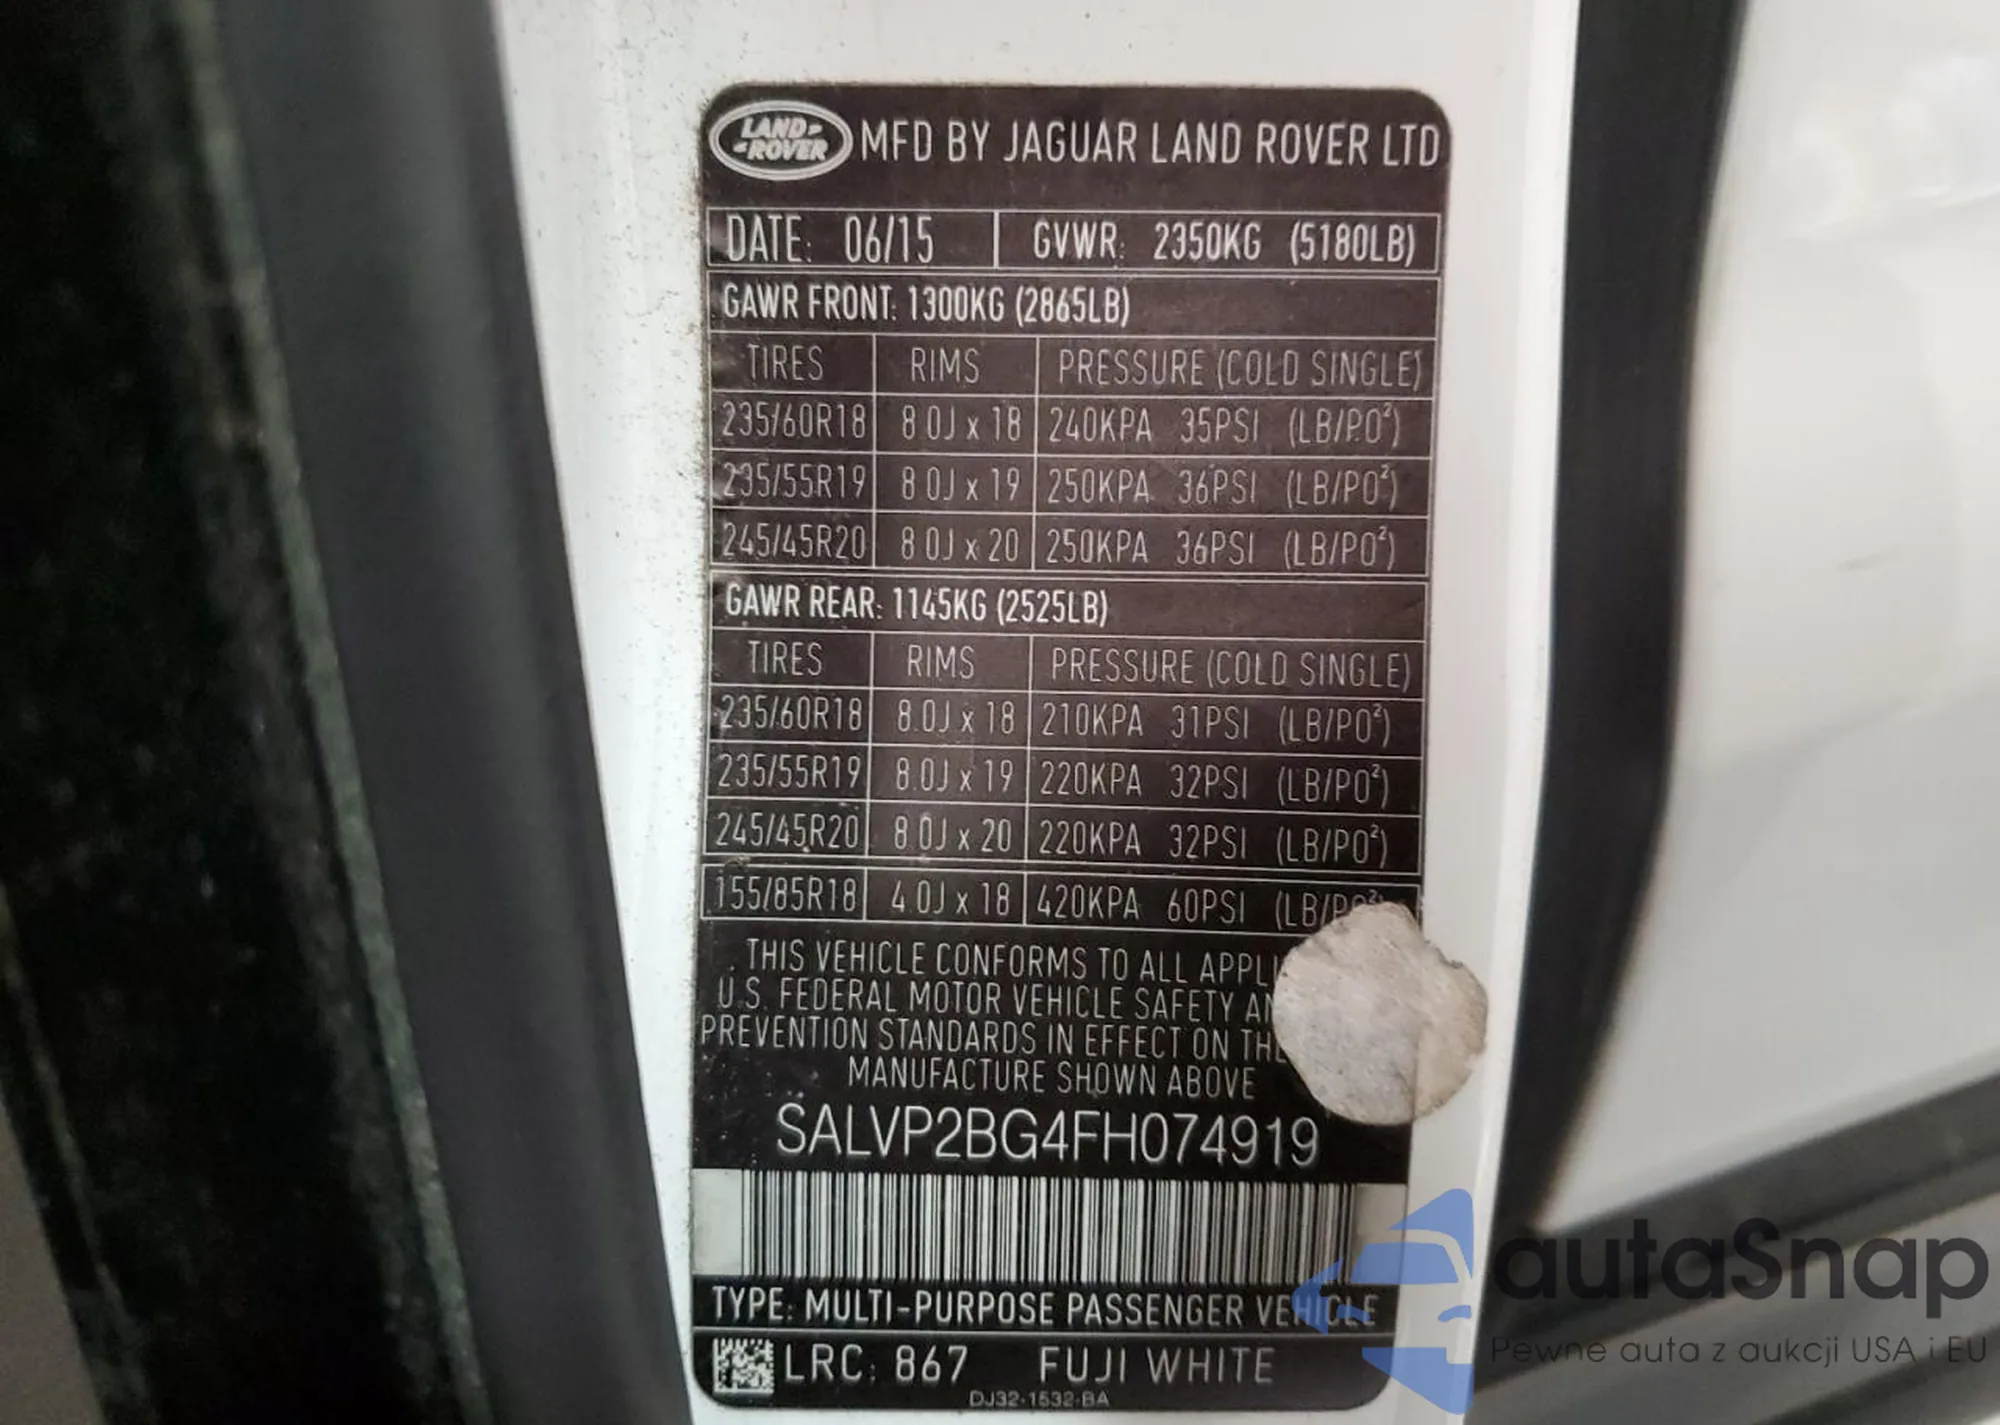 LAND ROVER MFD BY JAGUAR LAND ROVER LTD
DATE: 06/15 GVWR: 2350KG (5180LB)
GAWR FRONT: 1300KG (2865LB)
TIRES RIMS PRESSURE (COLD SINGLE)
235/60R18 8.0J x 18 240KPA 35PSI (LB/PO²)
235/55R19 8.0J x 19 250KPA 36PSI (LB/PO²)
245/45R20 8.0J x 20 250KPA 36PSI (LB/PO²)
GAWR REAR: 1145KG (2525LB)
TIRES RIMS PRESSURE (COLD SINGLE)
235/60R18 8.0J x 18 210KPA 31PSI (LB/PO²)
235/55R19 8.0J x 19 220KPA 32PSI (LB/PO²)
245/45R20 8.0J x 20 220KPA 32PSI (LB/PO²)
155/85R18 4.0J x 18 420KPA 60PSI (LB/PO²)
THIS VEHICLE CONFORMS TO ALL
U.S. FEDERAL MOTOR VEHICLE SAFETY
PREVENTION STANDARDS IN EFFECT ON
MANUFACTURE SHOWN ABOVE
SALVP2BG4FH074919
TYPE: MULTI-PURPOSE PASSENGER VEHICLE
LRC: 867 FUJI WHITE
DJ32-1532-BA
autoSnap
Pewne auta z aukcji USA i EU